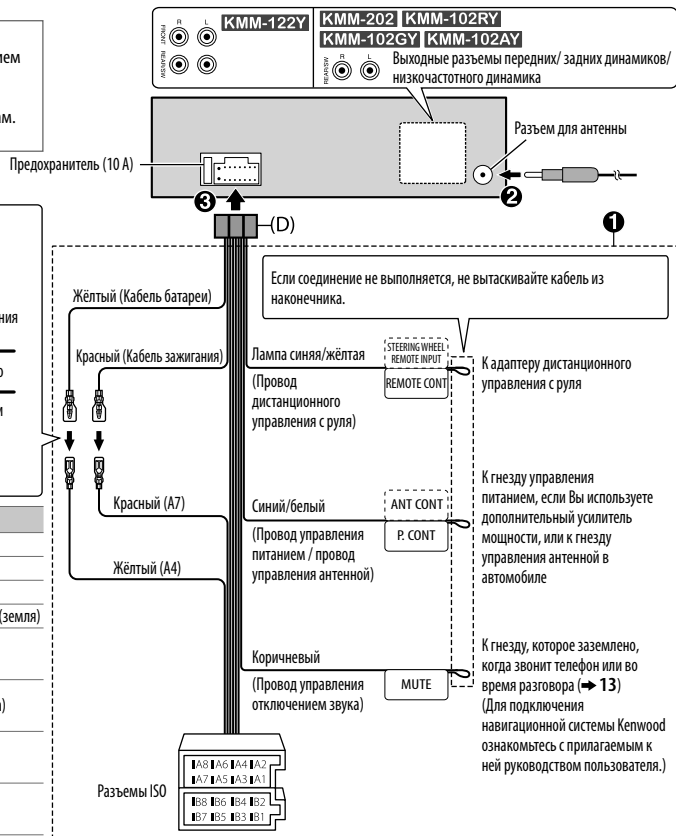 FRONT
REAR/SW
R L
KMM-122Y
KMM-202 KMM-102RY
KMM-102GY KMM-102AY
REAR/SW
R L
Выходные разъемы передних/ задних динамиков/
низкочастотного динамика
Предохранитель (10 A)
Разъем для антенны
3
2
(D)
1
Если соединение не выполняется, не вытаскивайте кабель из
наконечника.
Жёлтый (Кабель батареи)
Красный (Кабель зажигания)
Лампа синяя/жёлтая
(Провод
дистанционного
управления с руля)
STEERING WHEEL
REMOTE INPUT
REMOTE CONT
К адаптеру дистанционного
управления с руля
Красный (A7)
Жёлтый (A4)
Синий/белый
(Провод управления
питанием / провод
управления антенной)
ANT CONT
P. CONT
К гнезду управления
питанием, если Вы используете
дополнительный усилитель
мощности, или к гнезду
управления антенной в
автомобиле
(земля)
Коричневый
(Провод управления
отключением звука)
MUTE
К гнезду, которое заземлено,
когда звонит телефон или во
время разговора (➜ 13)
(Для подключения
навигационной системы Kenwood
ознакомьтесь с прилагаемым к
ней руководством пользователя.)
Разъемы ISO
A8 A6 A4 A2
A7 A5 A3 A1
B8 B6 B4 B2
B7 B5 B3 B1